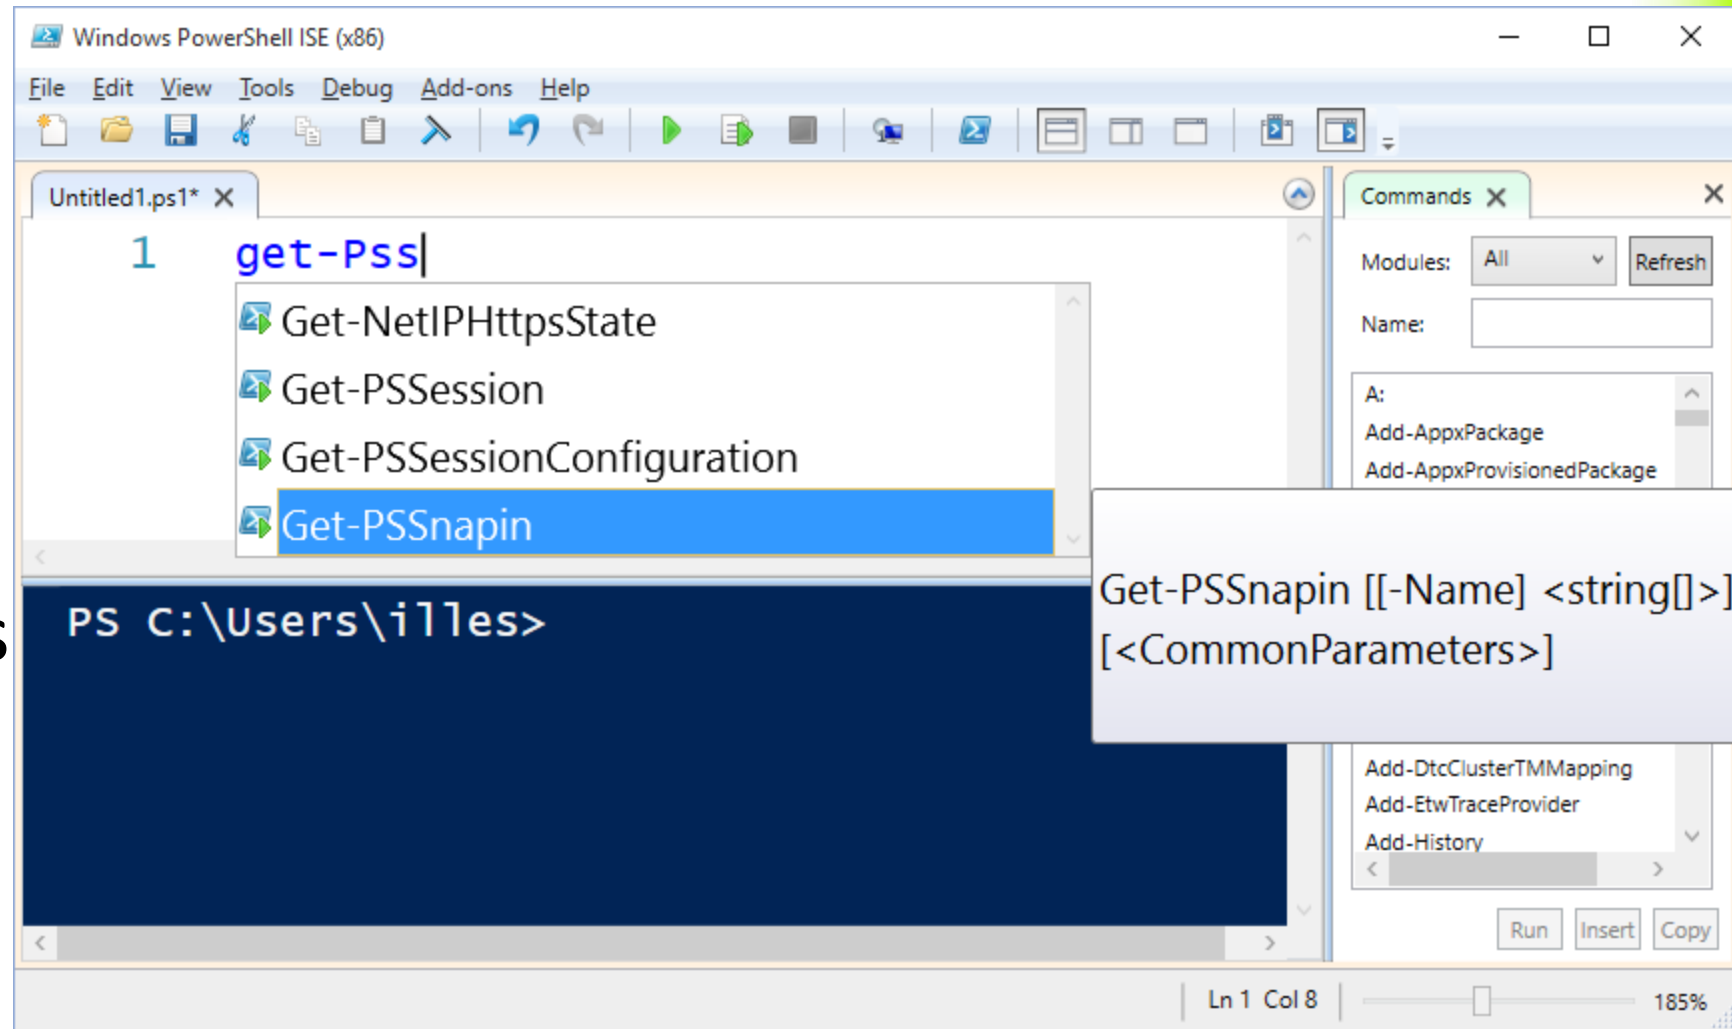 Windows PowerShell ISE (x86)
File Edit View Tools Debug Add-ons Help
Untitled1.ps1*
1 get-Pss
Get-NetIPHttpsState
Get-PSSession
Get-PSSessionConfiguration
Get-PSSnapin
Get-PSSnapin [[-Name] <string[]>]
[<CommonParameters>]
s
PS C:\Users\illes>
Commands
Modules: All Refresh
Name:
A:
Add-AppxPackage
Add-AppxProvisionedPackage
Add-DtcClusterTMMapping
Add-EtwTraceProvider
Add-History
Run Insert Copy
Ln 1 Col 8 185%